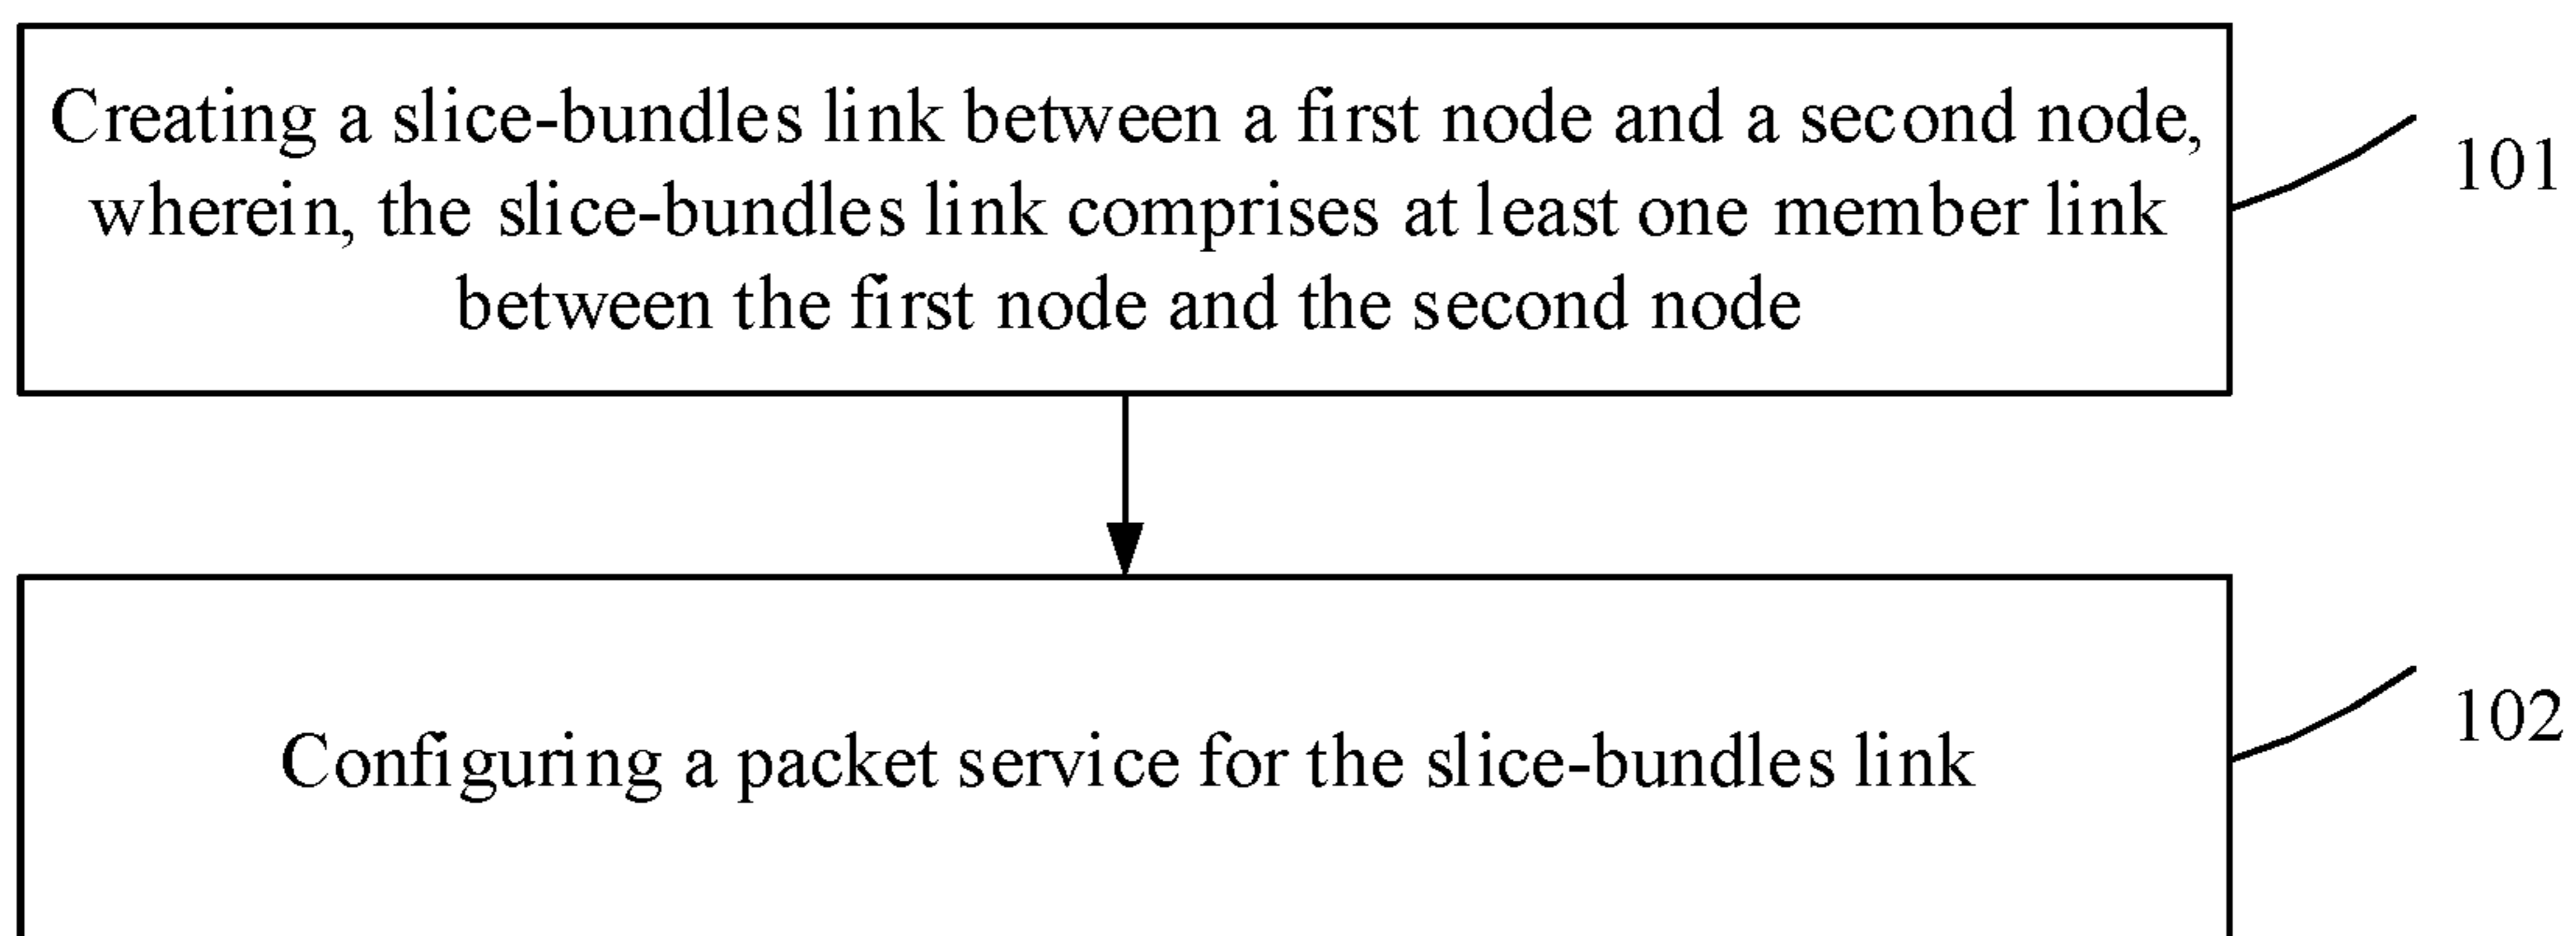 Creating a slice-bundles link between a first node and a second node,
wherein, the slice-bundles link comprises at least one member link
between the first node and the second node
101
Configuring a packet service for the slice-bundles link
102